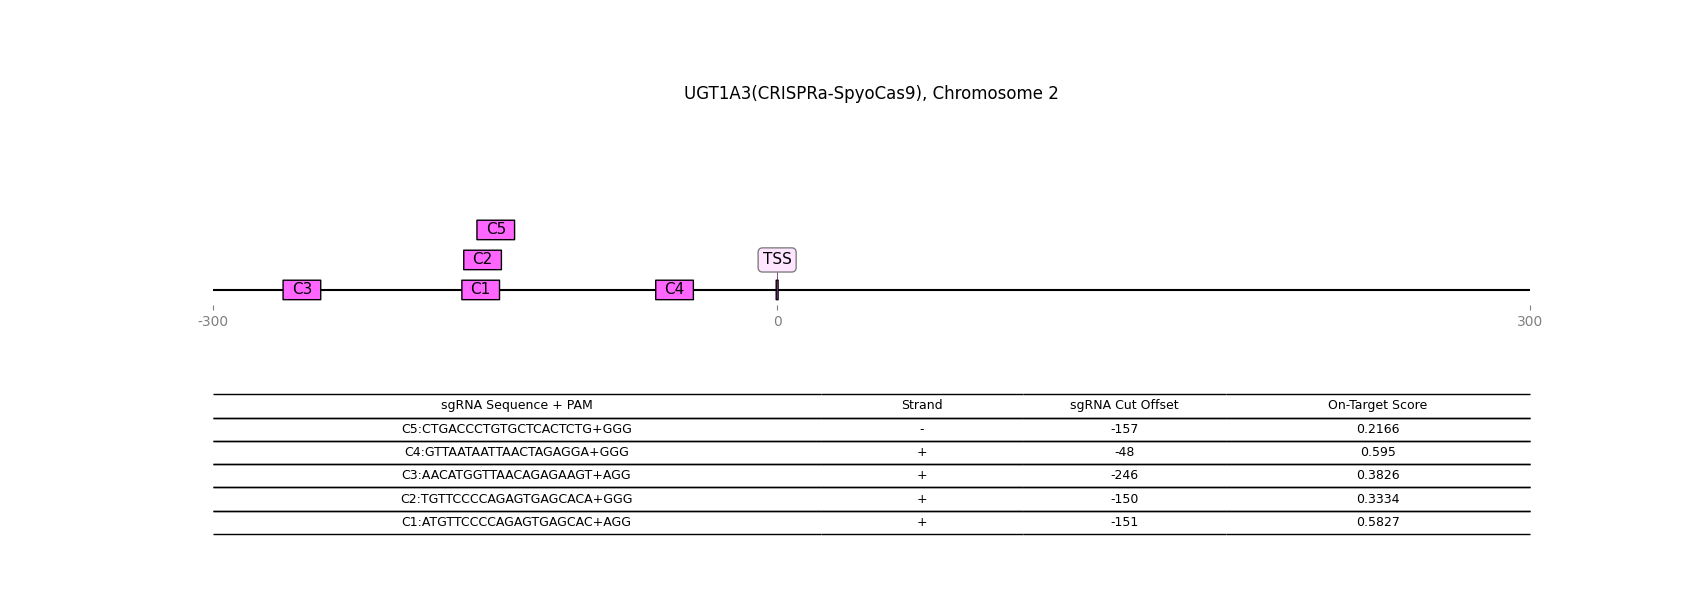 UGT1A3(CRISPRa-SpyoCas9), Chromosome 2
C5
C2 TSS
C3 C1 C4
-300 0 300
sgRNA Sequence + PAM Strand sgRNA Cut Offset On-Target Score
C5:CTGACCCTGTGCTCACTCTG+GGG - -157 0.2166
C4:GTTAATAATTAACTAGAGGA+GGG + -48 0.595
C3:AACATGGTTAACAGAGAAGT+AGG + -246 0.3826
C2:TGTTCCCCAGAGTGAGCACA+GGG + -150 0.3334
C1:ATGTTCCCCAGAGTGAGCAC+AGG + -151 0.5827